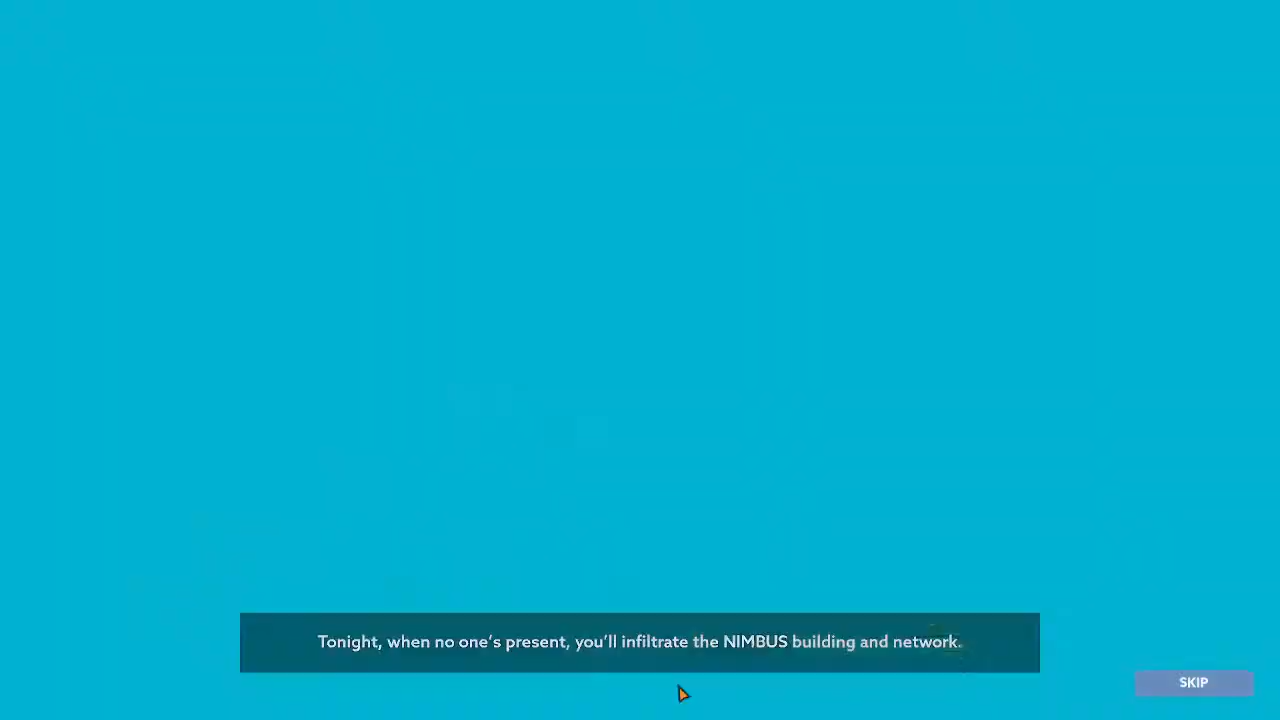 Tonight, when no one's present, you'll infiltrate the NIMBUS building and network.
SKIP